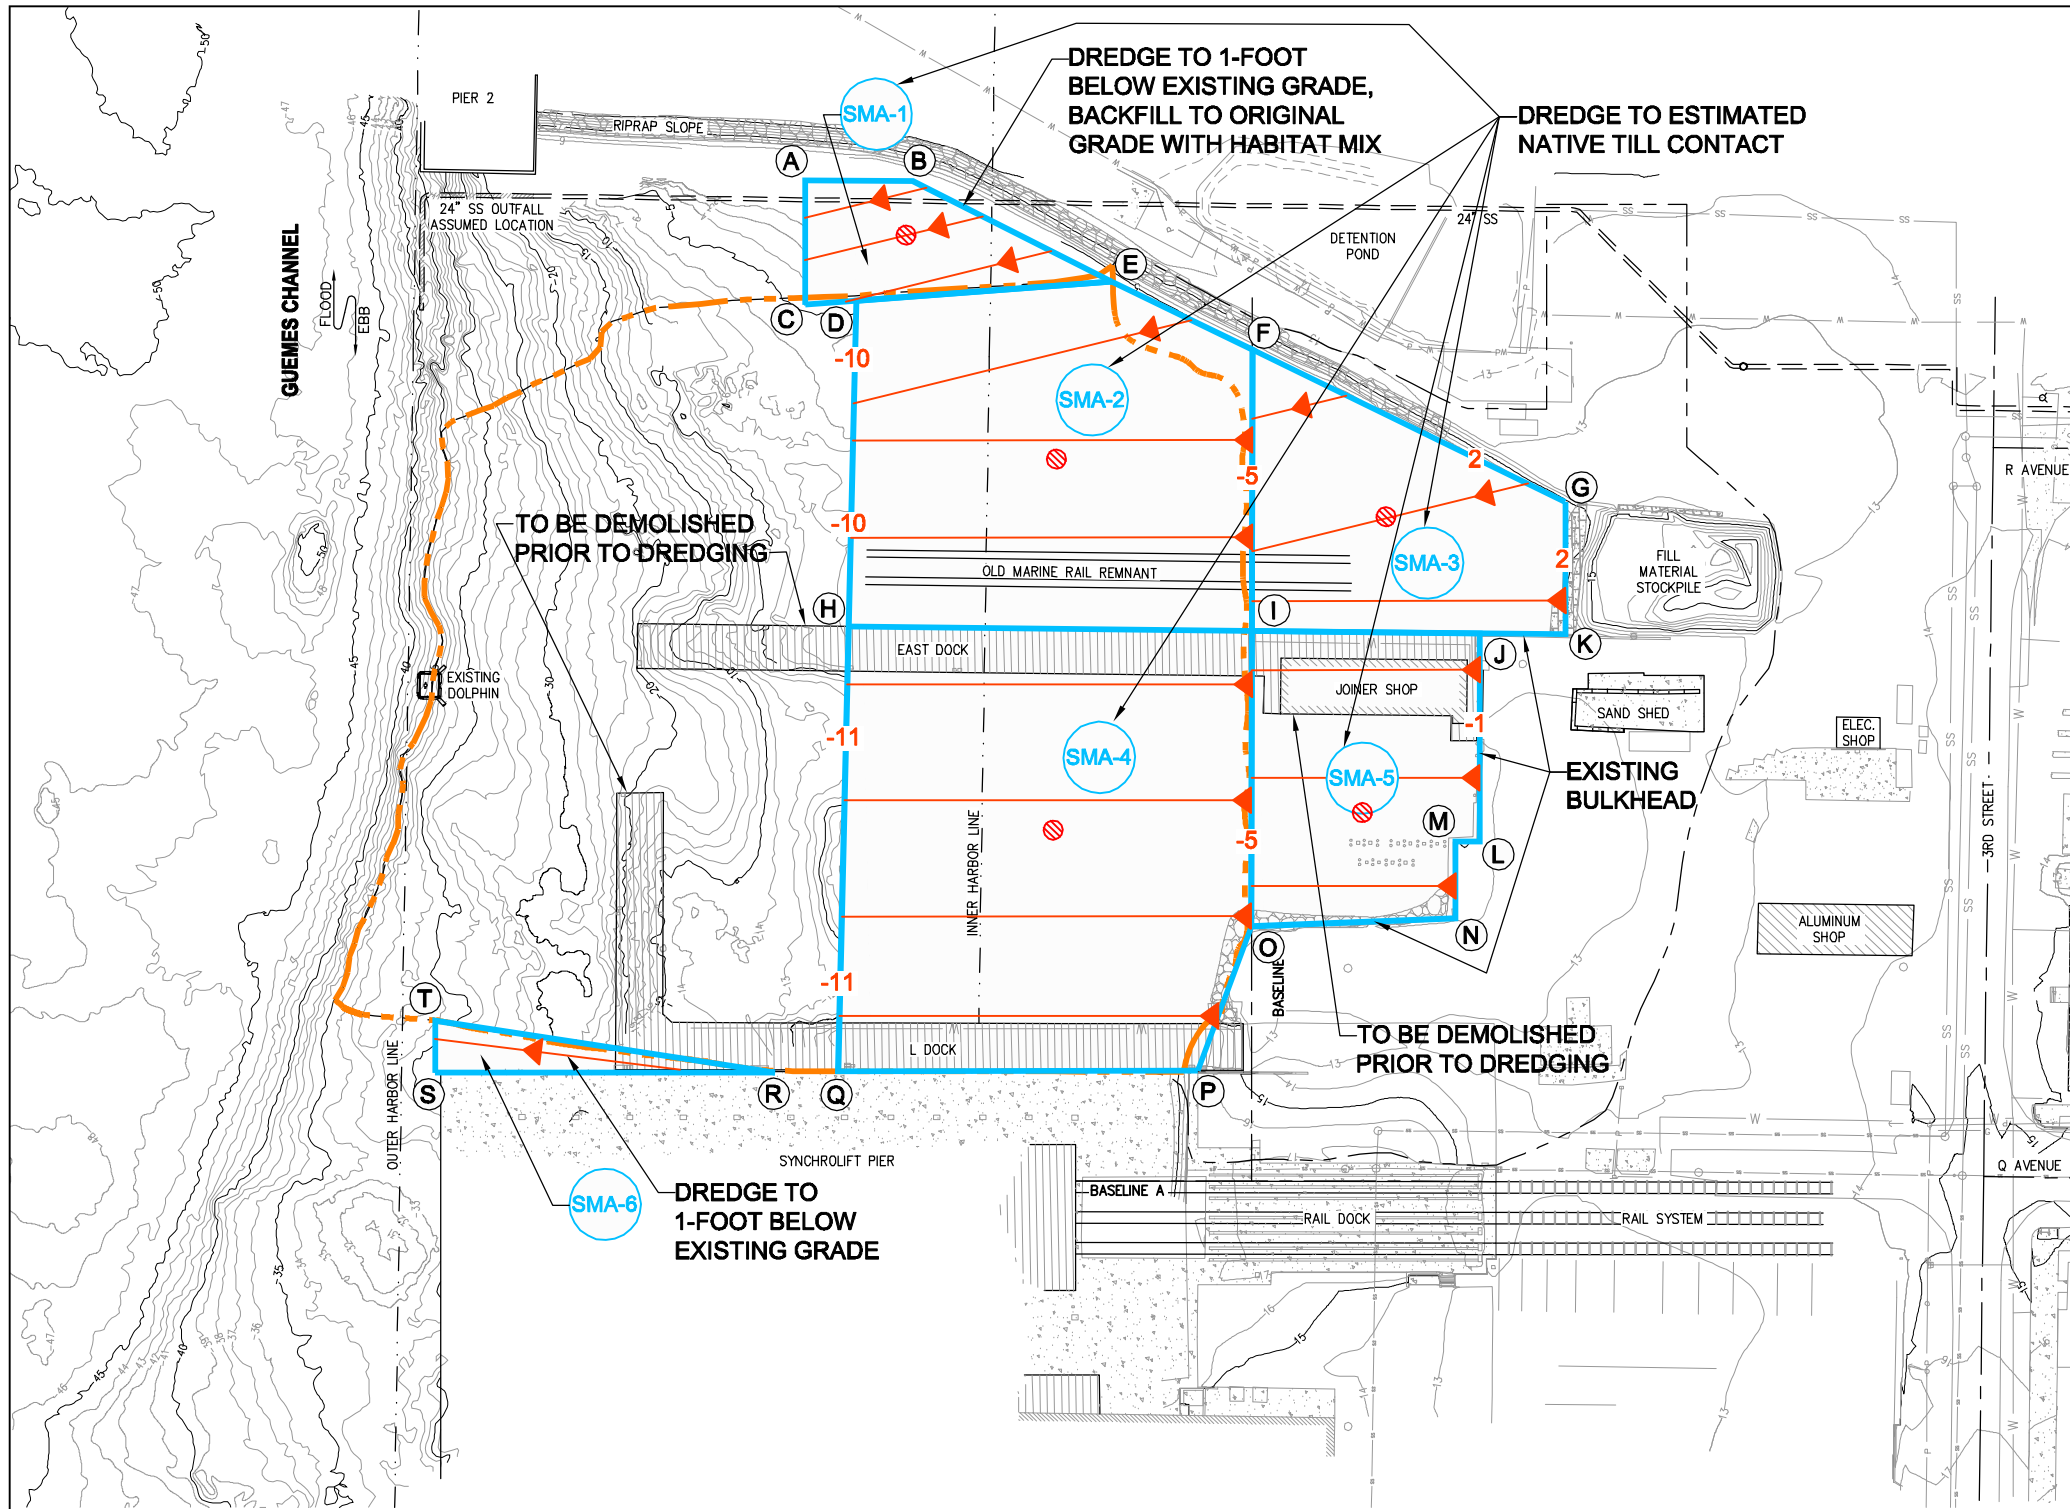 PIER 2
RIPRAP SLOPE
SMA-1
DREDGE TO 1-FOOT
BELOW EXISTING GRADE,
BACKFILL TO ORIGINAL
GRADE WITH HABITAT MIX
DREDGE TO ESTIMATED
NATIVE TILL CONTACT
A
B
24" SS OUTFALL
ASSUMED LOCATION
24" SS
DETENTION
POND
GUEMES CHANNEL
FLOOD
EBB
C
D
E
F
-10
SMA-2
-5
2
G
R AVENUE
-10
TO BE DEMOLISHED
PRIOR TO DREDGING
OLD MARINE RAIL REMNANT
SMA-3
2
FILL
MATERIAL
STOCKPILE
H
I
J
K
EAST DOCK
EXISTING
DOLPHIN
JOINER SHOP
SAND SHED
ELEC.
SHOP
-11
SMA-4
-1
SMA-5
EXISTING
BULKHEAD
3RD STREET
INNER HARBOR LINE
-5
M
L
ALUMINUM
SHOP
N
O
-11
BASELINE
T
L DOCK
TO BE DEMOLISHED
PRIOR TO DREDGING
OUTER HARBOR LINE
S
R
Q
P
SYNCHROLIFT PIER
Q AVENUE
SMA-6
DREDGE TO
1-FOOT BELOW
EXISTING GRADE
BASELINE A
RAIL DOCK
RAIL SYSTEM